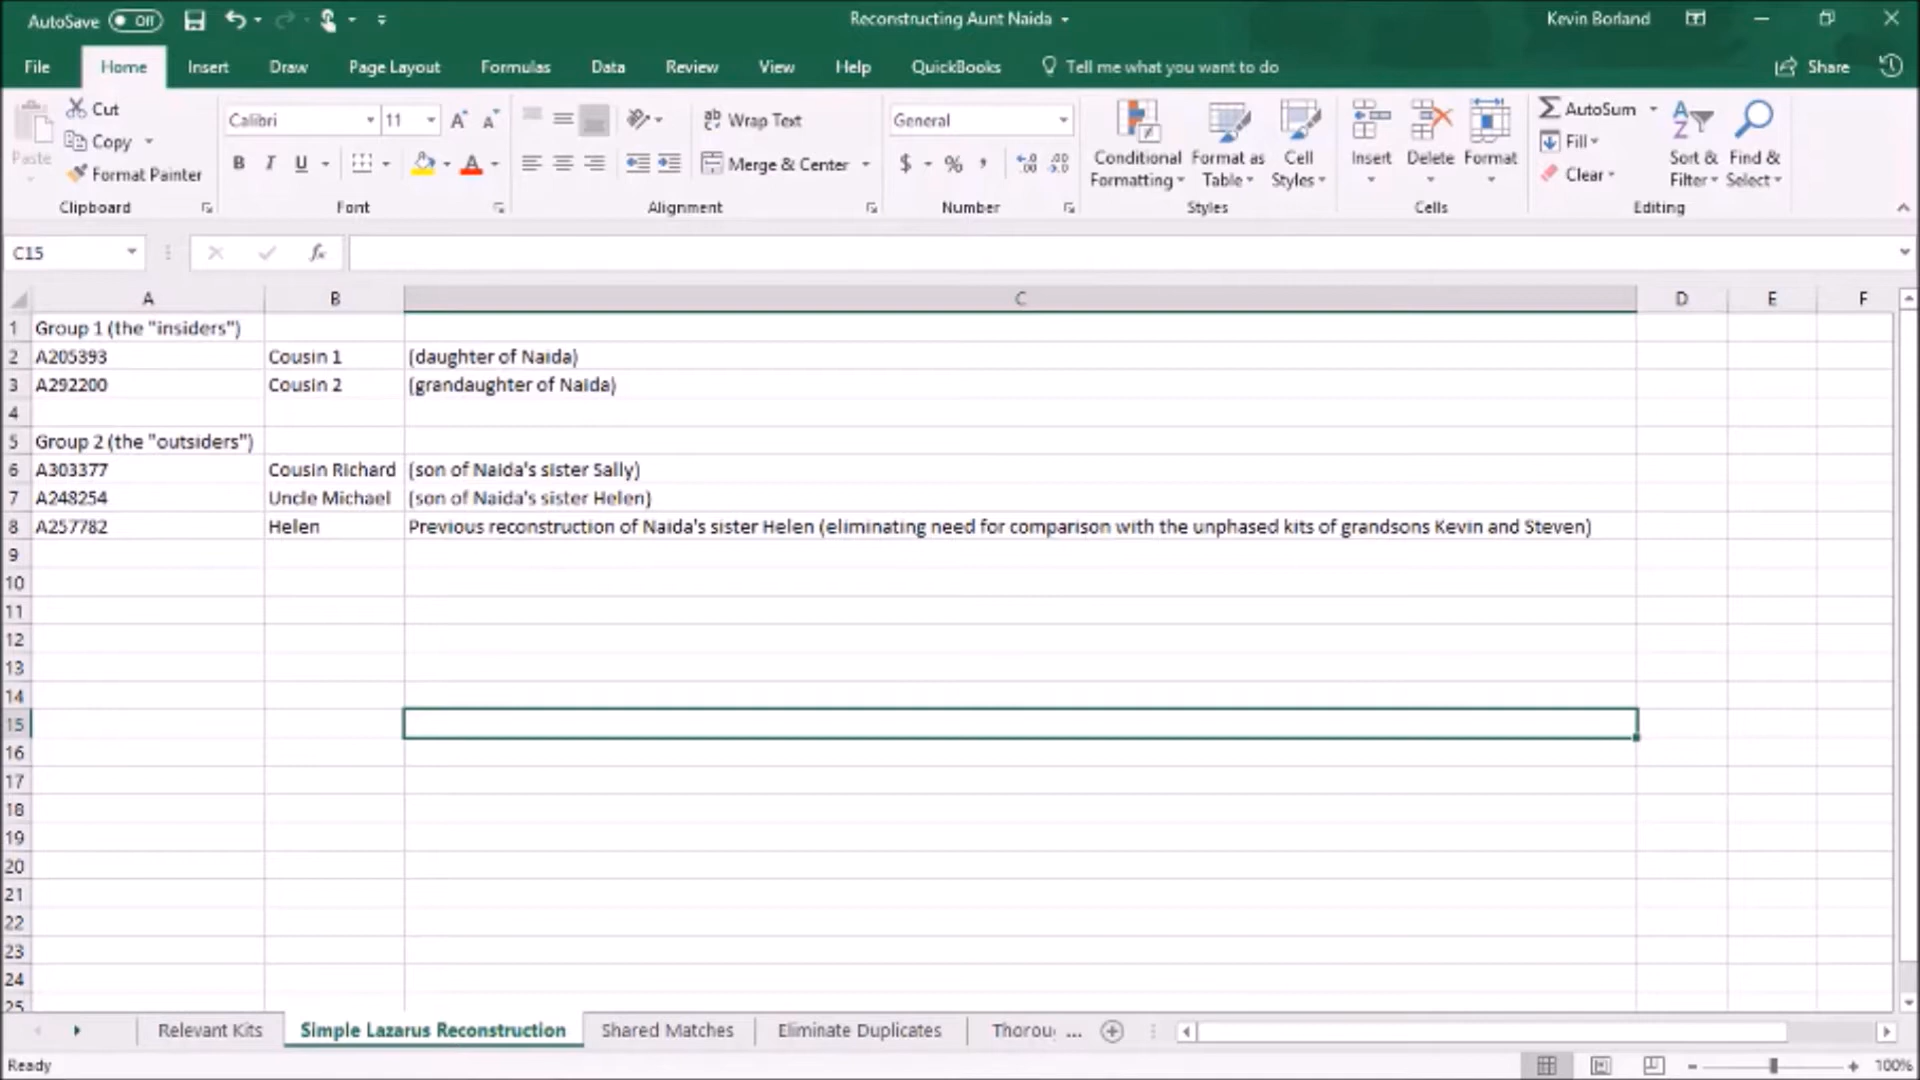 AutoSave Off Reconstructing Aunt Naida Kevin Borland
File Home Insert Draw Page Layout Formulas Data Review View Help QuickBooks Tell me what you want to do Share
Paste Cut Copy Format Painter Clipboard
Calibri 11 B I U A Font
Wrap Text Merge & Center Alignment
General $ % , .00 Number
Conditional Formatting Format as Table Cell Styles Styles
Insert Delete Format Cells
AutoSum Fill Clear Sort & Filter Find & Select Editing
C15 fx
A B C D E F
1 Group 1 (the "insiders")
2 A205393 Cousin 1 (daughter of Naida)
3 A292200 Cousin 2 (grandaughter of Naida)
4
5 Group 2 (the "outsiders")
6 A303377 Cousin Richard (son of Naida's sister Sally)
7 A248254 Uncle Michael (son of Naida's sister Helen)
8 A257782 Helen Previous reconstruction of Naida's sister Helen (eliminating need for comparison with the unphased kits of grandsons Kevin and Steven)
9
10
11
12
13
14
15
16
17
18
19
20
21
22
23
24
25
Relevant Kits Simple Lazarus Reconstruction Shared Matches Eliminate Duplicates Thorou ...
Ready 100%